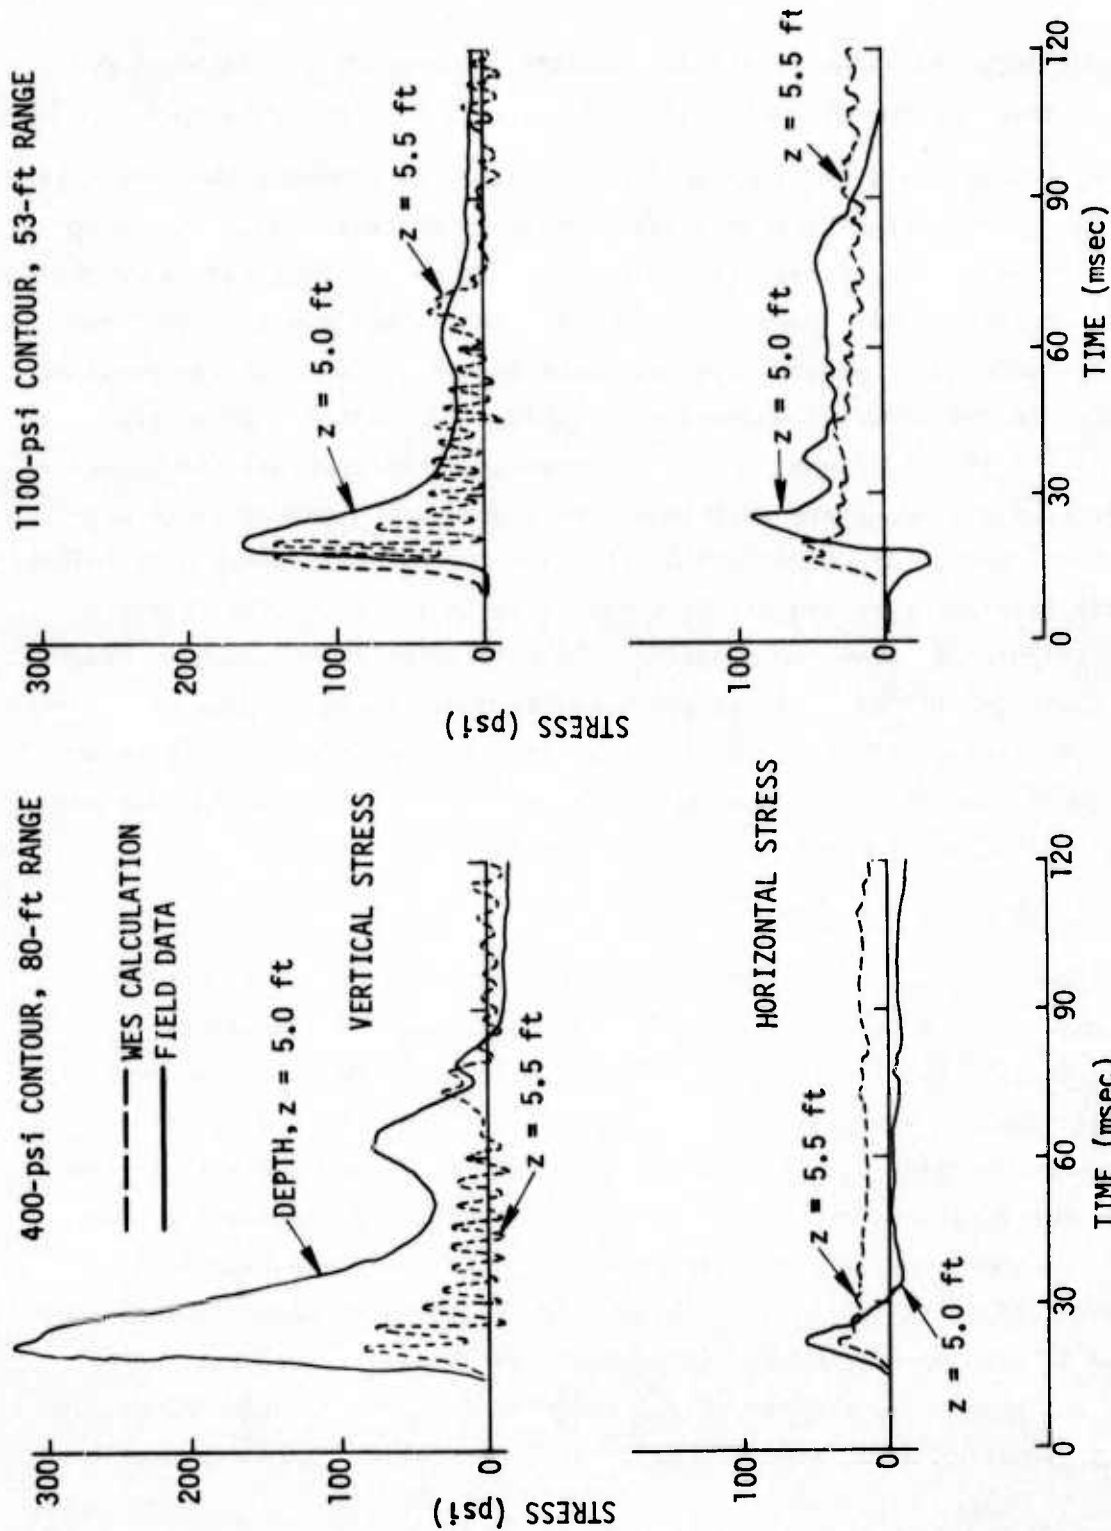 400-psi CONTOUR, 80-ft RANGE
WES CALCULATION
FIELD DATA
300
200
100
0
STRESS (psi)
DEPTH, z = 5.0 ft
VERTICAL STRESS
z = 5.5 ft
1100-psi CONTOUR, 53-ft RANGE
300
200
100
0
STRESS (psi)
z = 5.0 ft
z = 5.5 ft
HORIZONTAL STRESS
100
0
z = 5.5 ft
z = 5.0 ft
0
30
60
90
120
TIME (msec)
100
0
z = 5.0 ft
z = 5.5 ft
0
30
60
90
120
TIME (msec)